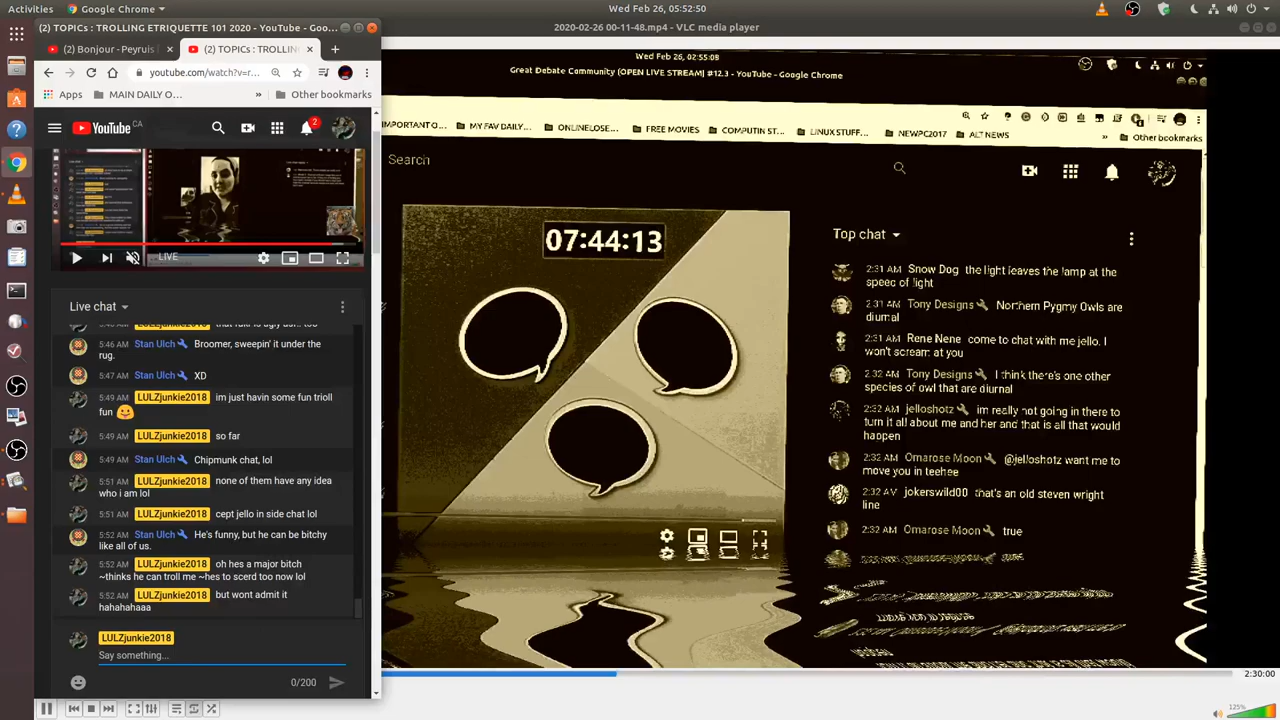 Activities
Google Chrome
Wed Feb 26 05:52:50
(2) TOPICs : TROLLING ETRIQUETTE 101 2020 - YouTube - Goo...
2020-02-26 00-11-48.mp4 - VLC media player
(2) Bonjour - Peyruis
(2) TOPICs : TROLLIN
youtube.com/watch?v=r...
Apps
MAIN DAILY O...
»
Other bookmarks
YouTube CA
2
LIVE
Live chat
Stan Ulch Broomer, sweepin' it under the
rug.
5:46 AM
5:47 AM Stan Ulch XD
5:49 AM LULZjunkie2018 im just havin some fun trioll
fun
5:49 AM LULZjunkie2018 so far
5:49 AM Stan Ulch Chipmunk chat, lol
5:51 AM LULZjunkie2018 none of them have any idea
who i am lol
5:51 AM LULZjunkie2018 cept jello in side chat lol
5:52 AM Stan Ulch He's funny, but he can be bitchy
like all of us.
5:52 AM LULZjunkie2018 oh hes a major bitch
~thinks he can troll me ~hes to scerd too now lol
5:52 AM LULZjunkie2018 but wont admit it
hahahahaaa
LULZjunkie2018
Say something...
0/200
Wed Feb 26, 02:55:08
Great Debate Community (OPEN LIVE STREAM) #12.3 - YouTube - Google Chrome
IMPORTANT O...
MY FAV DAILY...
ONLINELOSE...
FREE MOVIES
COMPUTIN ST...
LINUX STUFF...
NEWPC2017
ALT NEWS
»
Other bookmarks
Search
07:44:13
Top chat
2:31 AM Snow Dog the light leaves the lamp at the
speed of light
2:31 AM Tony Designs Northern Pygmy Owls are
diurnal
2:31 AM Rene Nene come to chat with me jello. I
won't scream at you
2:32 AM Tony Designs I think there's one other
species of owl that are diurnal
2:32 AM jelloshotz im really not going in there to
turn it all about me and her and that is all that would
happen
2:32 AM Omarose Moon @jelloshotz want me to
move you in teehee
2:32 AM jokerswild00 that's an old steven wright
line
2:32 AM Omarose Moon true
2:30:00
125%